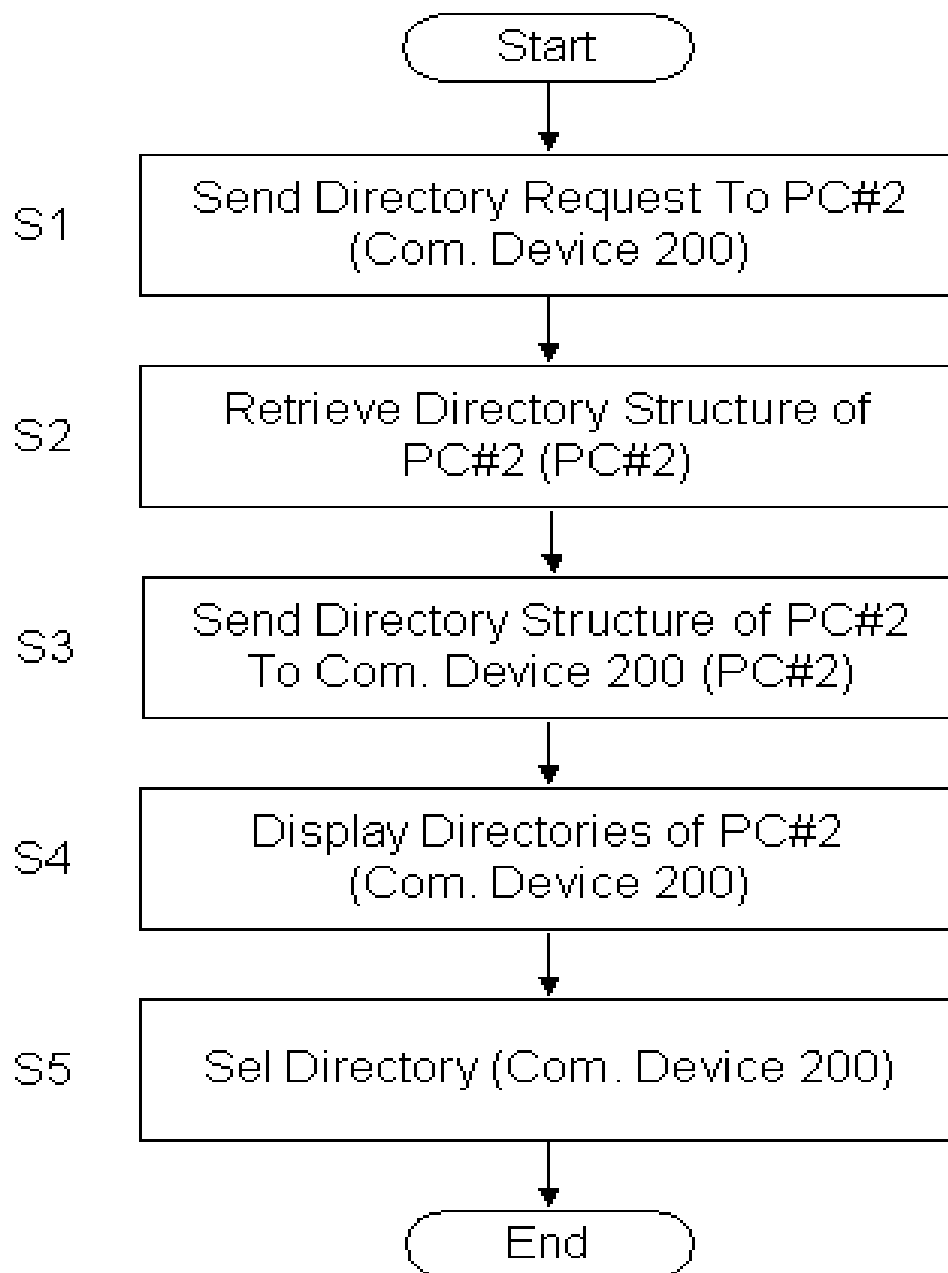 Start
S1
Send Directory Request To PC#2
(Com. Device 200)
S2
Retrieve Directory Structure of
PC#2 (PC#2)
S3
Send Directory Structure of PC#2
To Com. Device 200 (PC#2)
S4
Display Directories of PC#2
(Com. Device 200)
S5
Sel Directory (Com. Device 200)
End